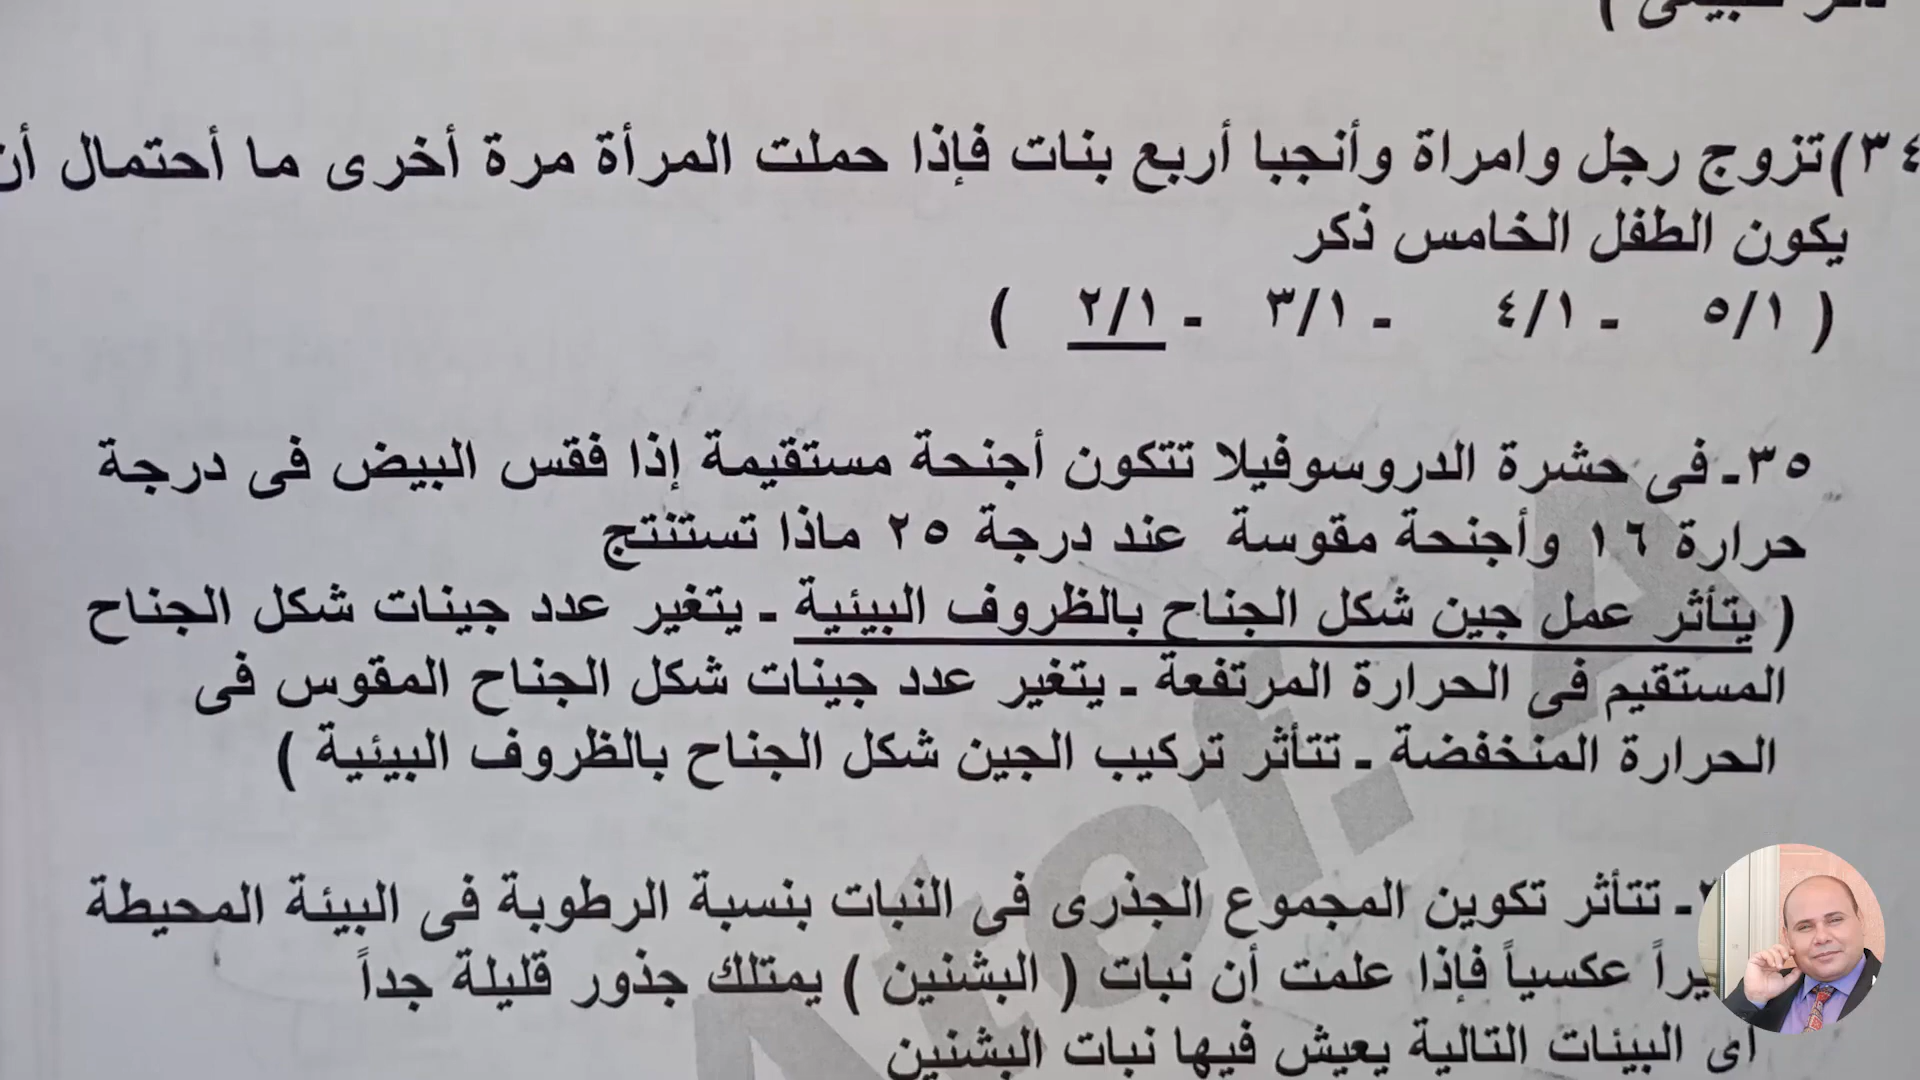 ٣٤)تزوج رجل وامراة وأنجبا أربع بنات فإذا حملت المرأة مرة أخرى ما أحتمال أن
يكون الطفل الخامس ذكر
( ٥/١ - ٤/١ - ٣/١ - ٢/١ )
٣٥- فى حشرة الدروسوفيلا تتكون أجنحة مستقيمة إذا فقس البيض فى درجة
حرارة ١٦ وأجنحة مقوسة عند درجة ٢٥ ماذا تستنتج
( يتأثر عمل جين شكل الجناح بالظروف البيئية - يتغير عدد جينات شكل الجناح
المستقيم فى الحرارة المرتفعة - يتغير عدد جينات شكل الجناح المقوس فى
الحرارة المنخفضة - تتأثر تركيب الجين شكل الجناح بالظروف البيئية )
- تتأثر تكوين المجموع الجذرى فى النبات بنسبة الرطوبة فى البيئة المحيطة
عكسياً فإذا علمت أن نبات ( البشنين ) يمتلك جذور قليلة جداً
اى البيئات التالية يعيش فيها نبات البشنين